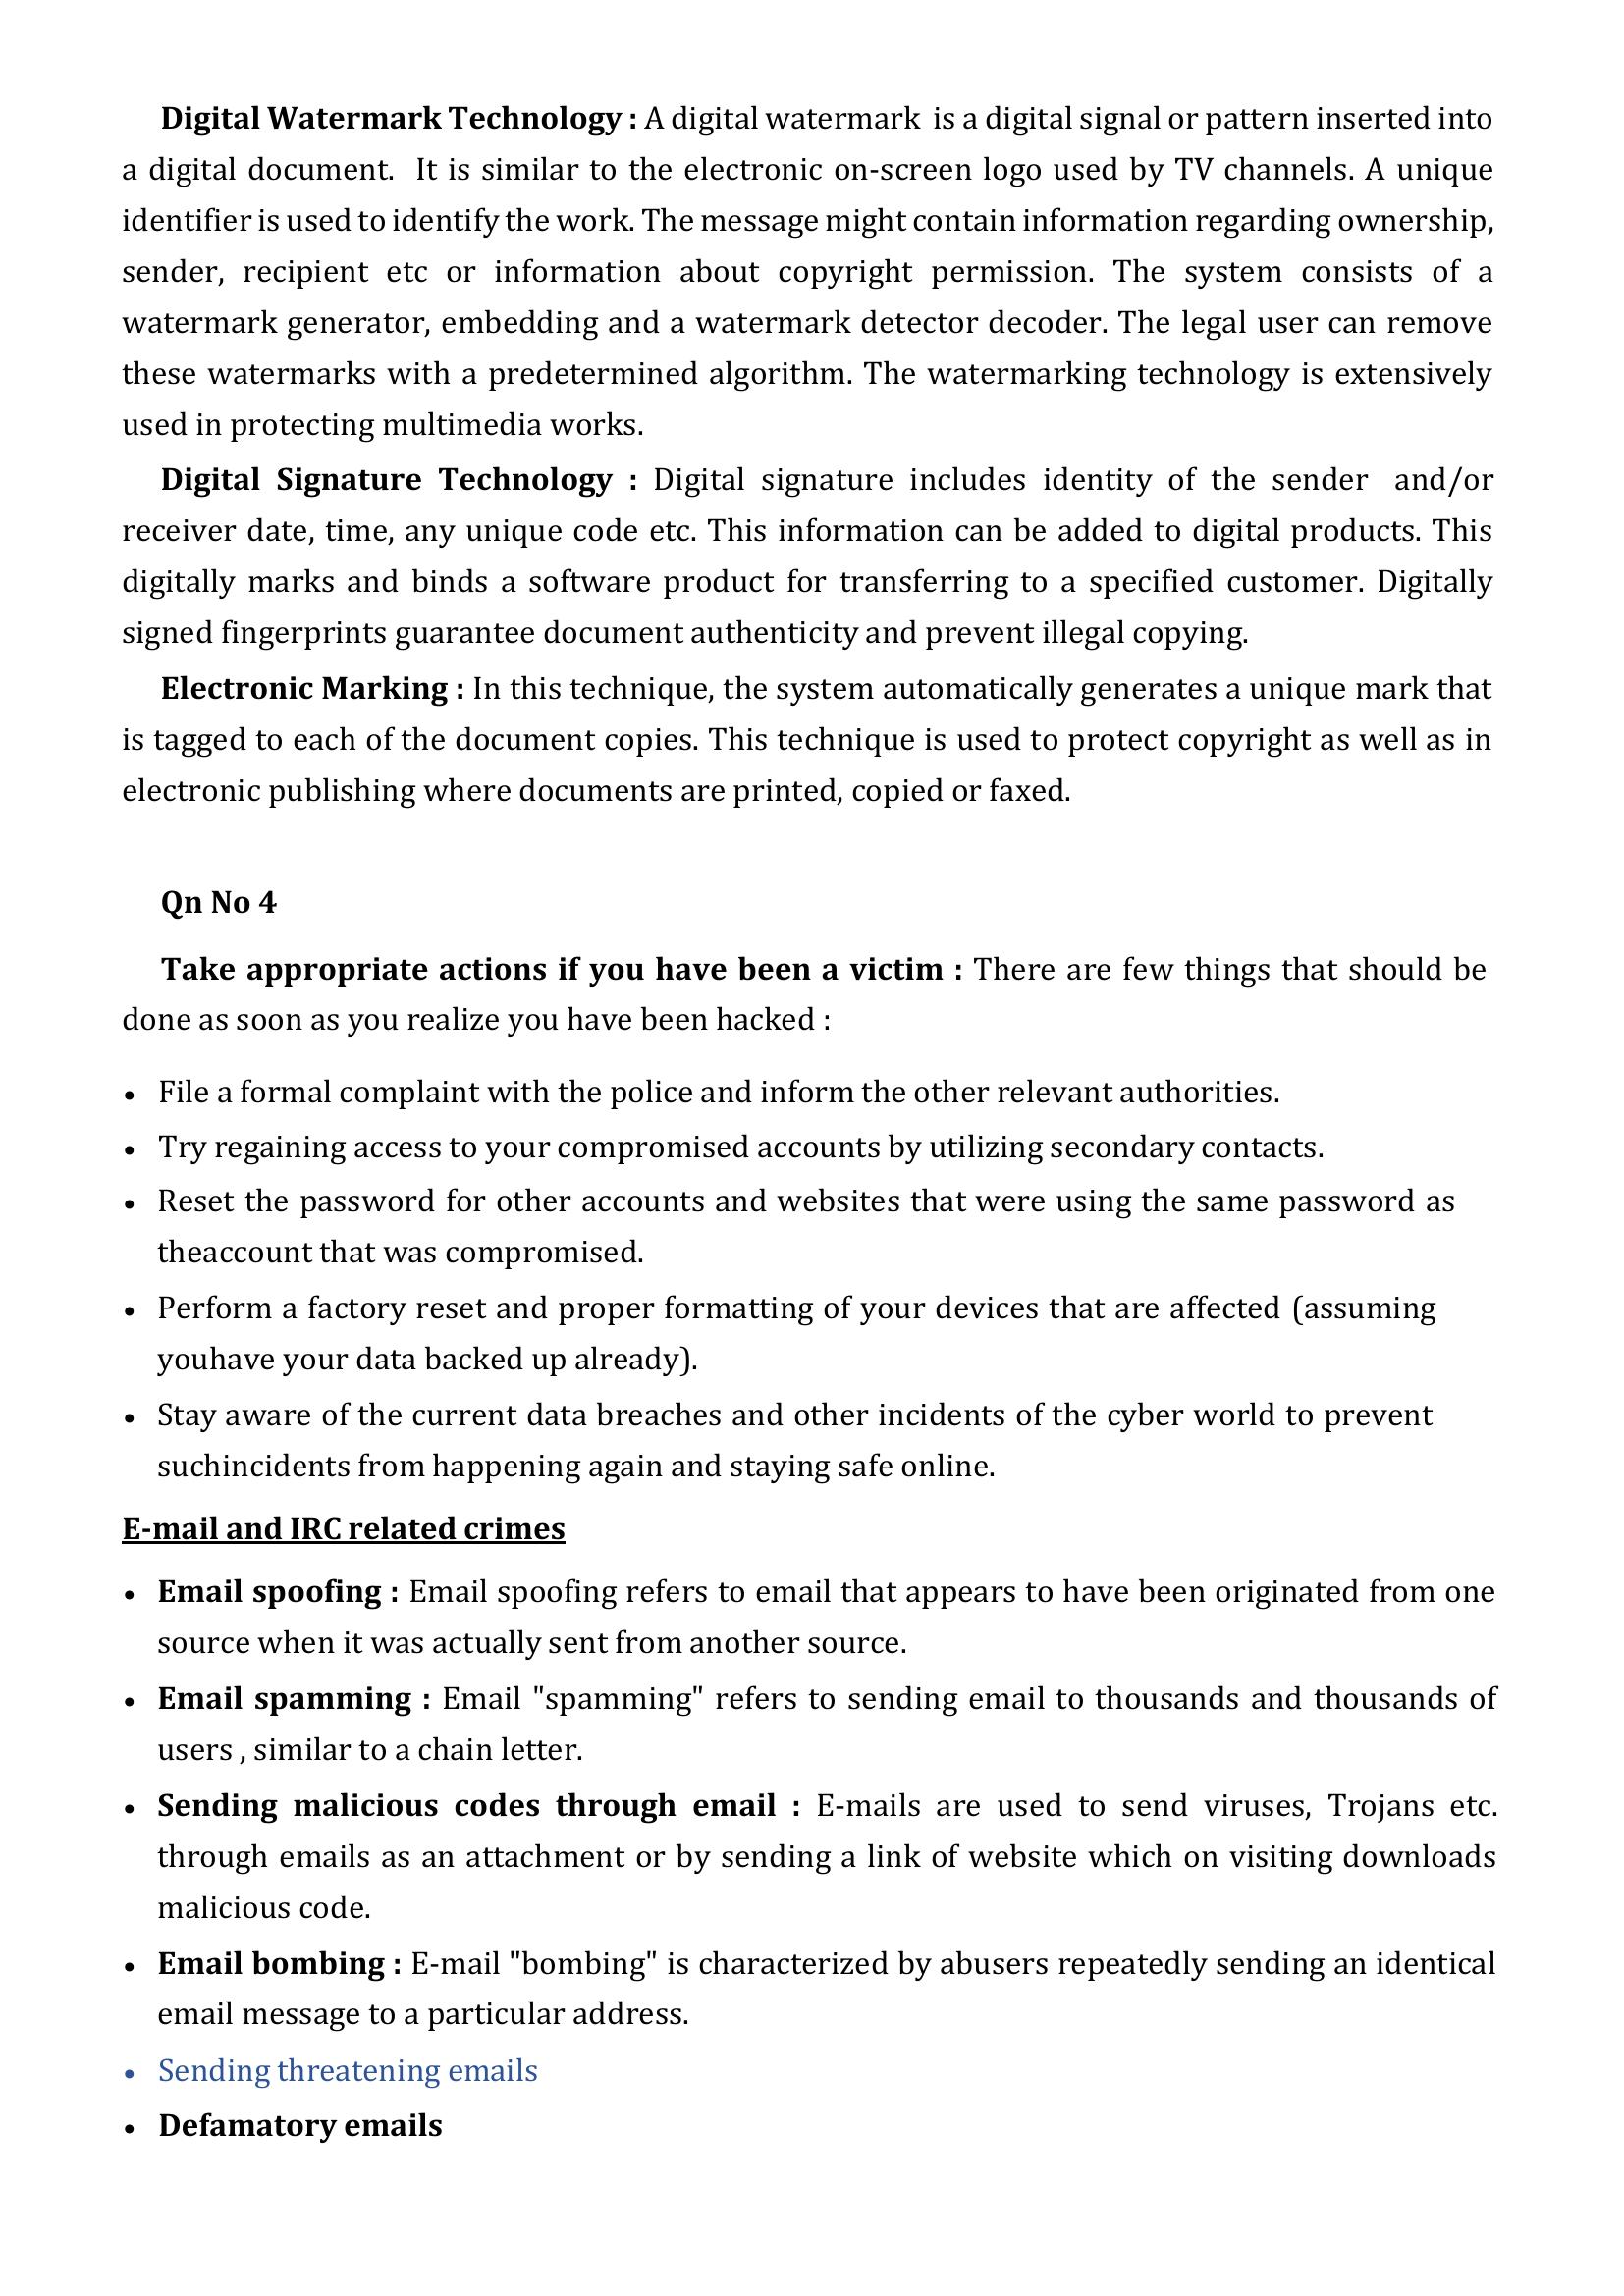 Digital Watermark Technology : A digital watermark is a digital signal or pattern inserted into
a digital document. It is similar to the electronic on-screen logo used by TV channels. A unique
identifier is used to identify the work. The message might contain information regarding ownership,
sender, recipient etc or information about copyright permission. The system consists of a
watermark generator, embedding and a watermark detector decoder. The legal user can remove
these watermarks with a predetermined algorithm. The watermarking technology is extensively
used in protecting multimedia works.
Digital Signature Technology : Digital signature includes identity of the sender and/or
receiver date, time, any unique code etc. This information can be added to digital products. This
digitally marks and binds a software product for transferring to a specified customer. Digitally
signed fingerprints guarantee document authenticity and prevent illegal copying.
Electronic Marking : In this technique, the system automatically generates a unique mark that
is tagged to each of the document copies. This technique is used to protect copyright as well as in
electronic publishing where documents are printed, copied or faxed.
Qn No 4
Take appropriate actions if you have been a victim : There are few things that should be
done as soon as you realize you have been hacked :
• File a formal complaint with the police and inform the other relevant authorities.
• Try regaining access to your compromised accounts by utilizing secondary contacts.
• Reset the password for other accounts and websites that were using the same password as
theaccount that was compromised.
• Perform a factory reset and proper formatting of your devices that are affected (assuming
youhave your data backed up already).
• Stay aware of the current data breaches and other incidents of the cyber world to prevent
suchincidents from happening again and staying safe online.
E-mail and IRC related crimes
• Email spoofing : Email spoofing refers to email that appears to have been originated from one
source when it was actually sent from another source.
• Email spamming : Email "spamming" refers to sending email to thousands and thousands of
users , similar to a chain letter.
• Sending malicious codes through email : E-mails are used to send viruses, Trojans etc.
through emails as an attachment or by sending a link of website which on visiting downloads
malicious code.
• Email bombing : E-mail "bombing" is characterized by abusers repeatedly sending an identical
email message to a particular address.
• Sending threatening emails
• Defamatory emails